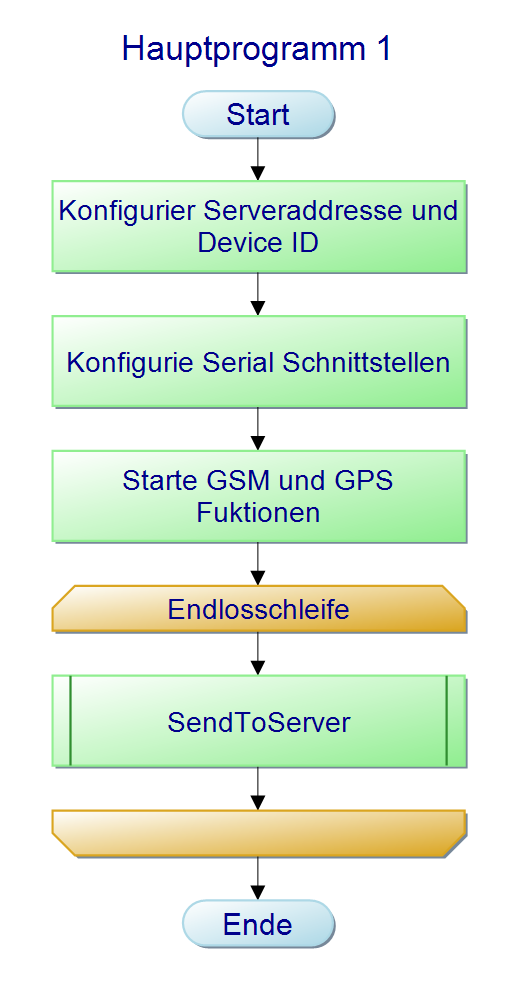 Hauptprogramm 1
Start
Konfigurier Serveraddresse und
Device ID
Konfigurie Serial Schnittstellen
Starte GSM und GPS
Fuktionen
Endlosschleife
SendToServer
Ende